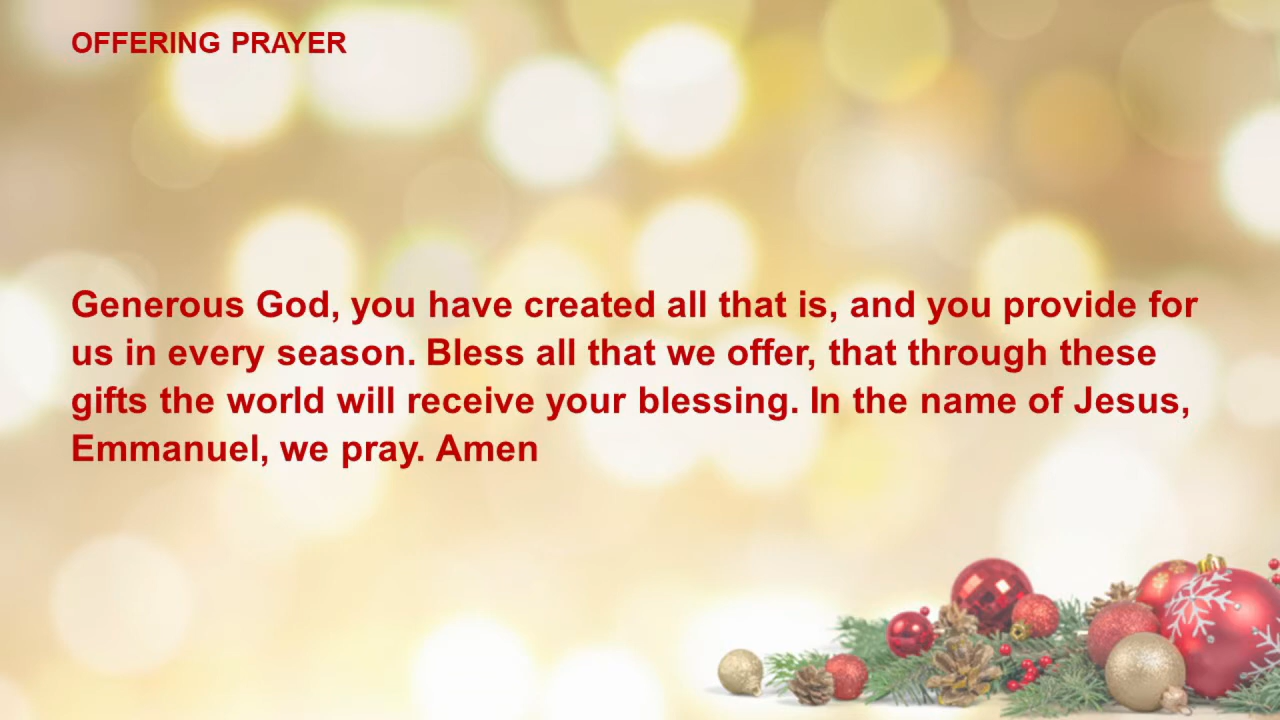 OFFERING PRAYER
Generous God, you have created all that is, and you provide for
us in every season. Bless all that we offer, that through these
gifts the world will receive your blessing. In the name of Jesus,
Emmanuel, we pray. Amen